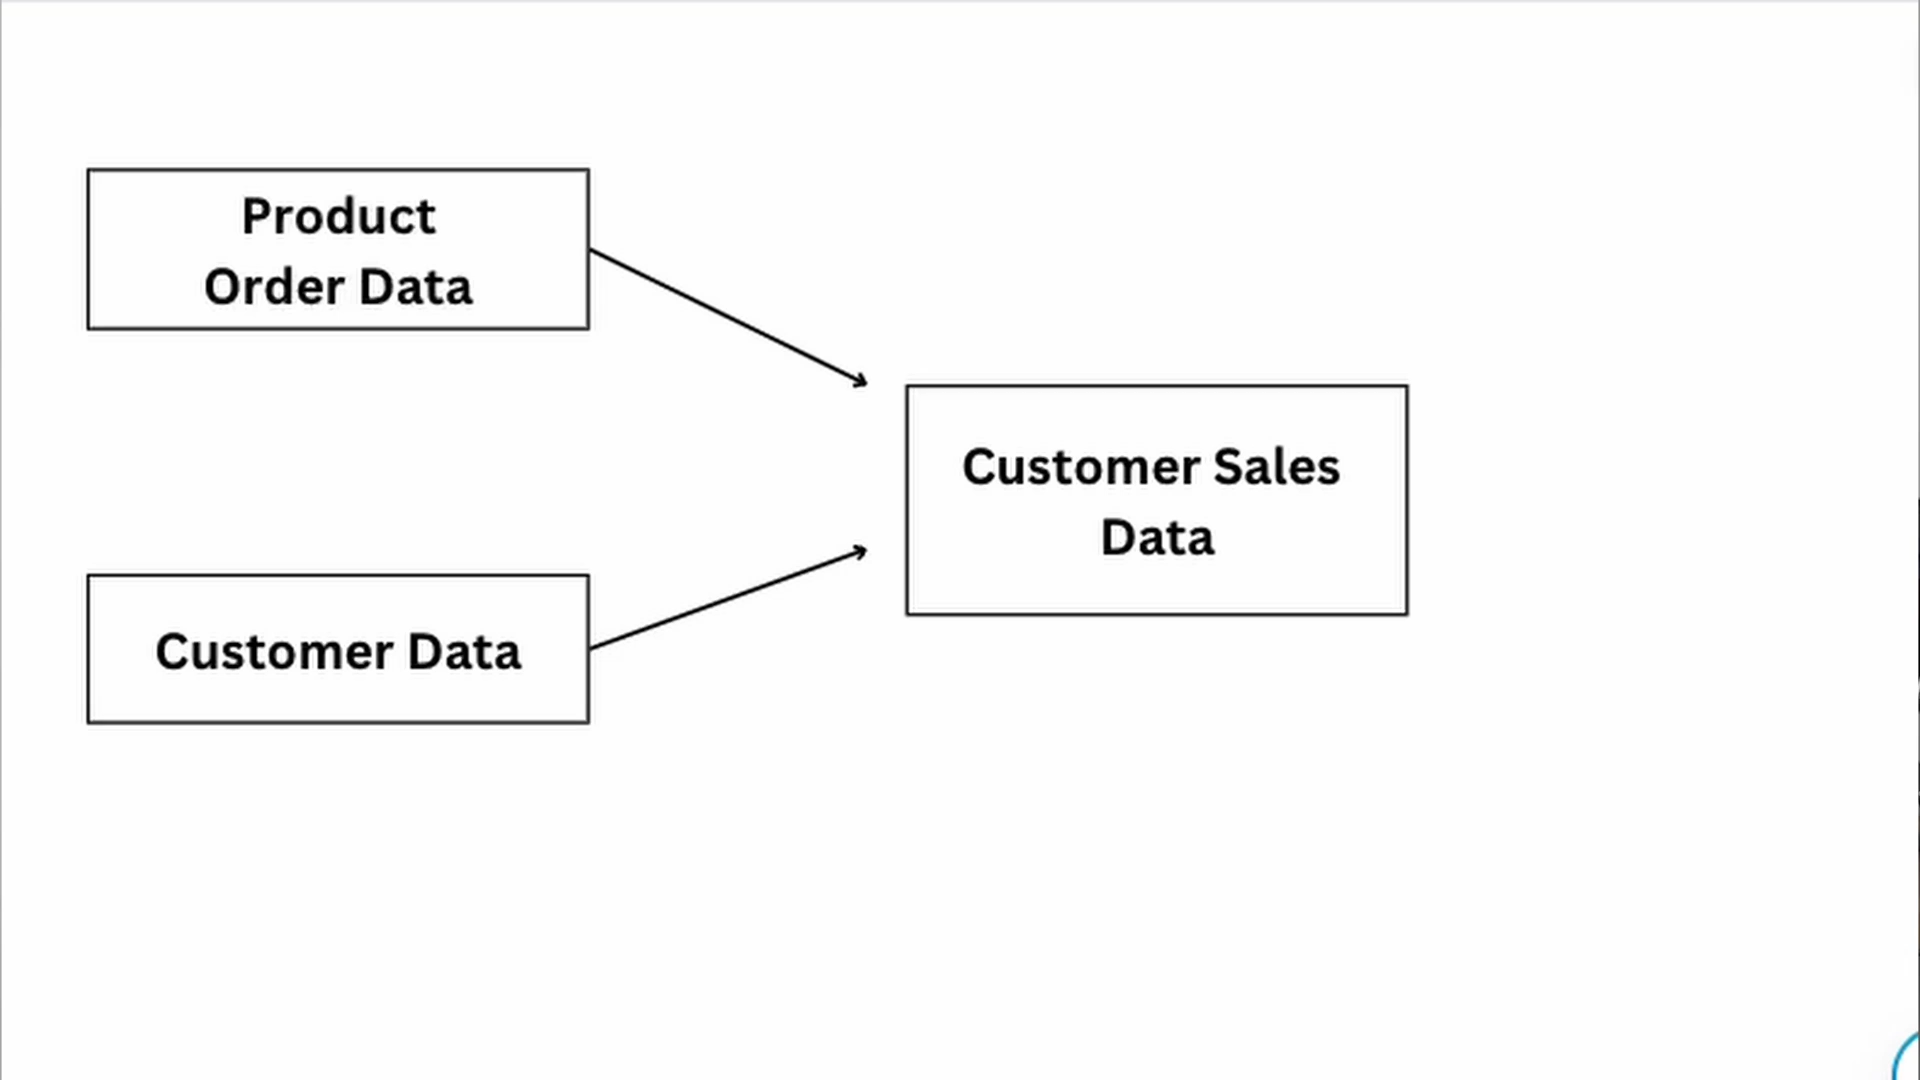 Product
Order Data
Customer Data
Customer Sales
Data